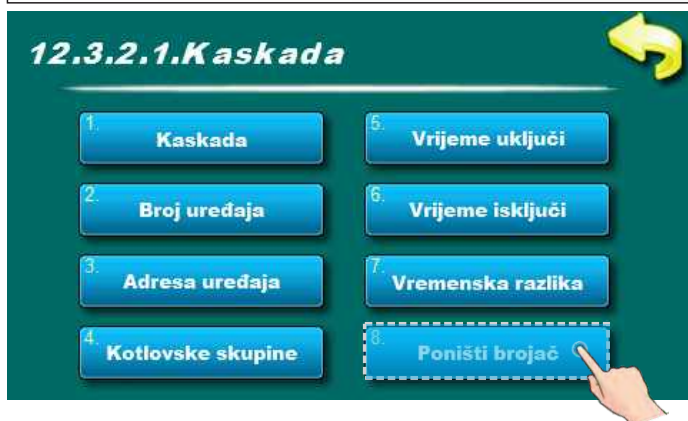 12.3.2.1.Kaskada
1. Kaskada
2. Broj uređaja
3. Adresa uređaja
4. Kotlovske skupine
5. Vrijeme uključi
6. Vrijeme isključi
7. Vremenska razlika
8. Poništi brojač